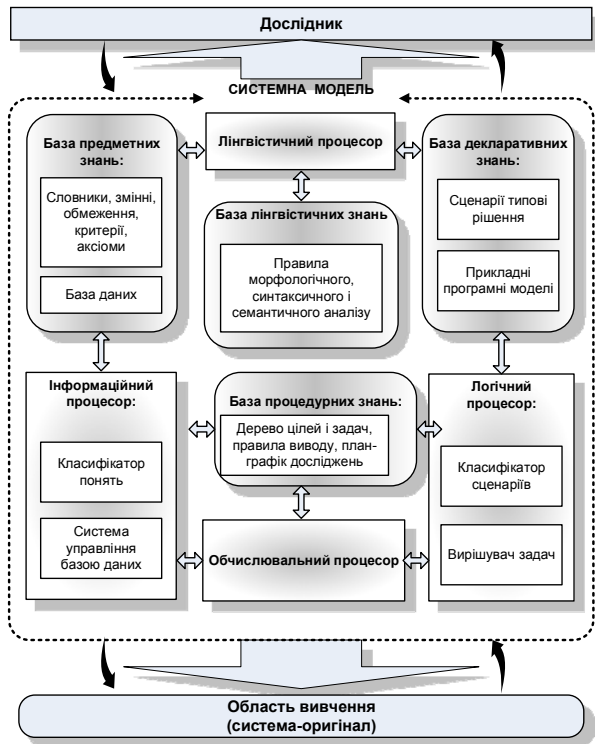 Дослідник
СИСТЕМНА МОДЕЛЬ
База предметних
знань:
Словники, змінні,
обмеження,
критерії,
аксіоми
База даних
Лінгвістичний процесор
База лінгвістичних знань
Правила
морфологічного,
синтаксичного і
семантичного аналізу
База декларативних
знань:
Сценарії типові
рішення
Прикладні
програмні моделі
Інформаційний
процесор:
Класифікатор
понять
Система
управління
базою даних
База процедурних знань:
Дерево цілей і задач,
правила виводу, план-
графік досліджень
Обчислювальний процесор
Логічний
процесор:
Класифікатор
сценаріїв
Вирішувач задач
Область вивчення
(система-оригінал)